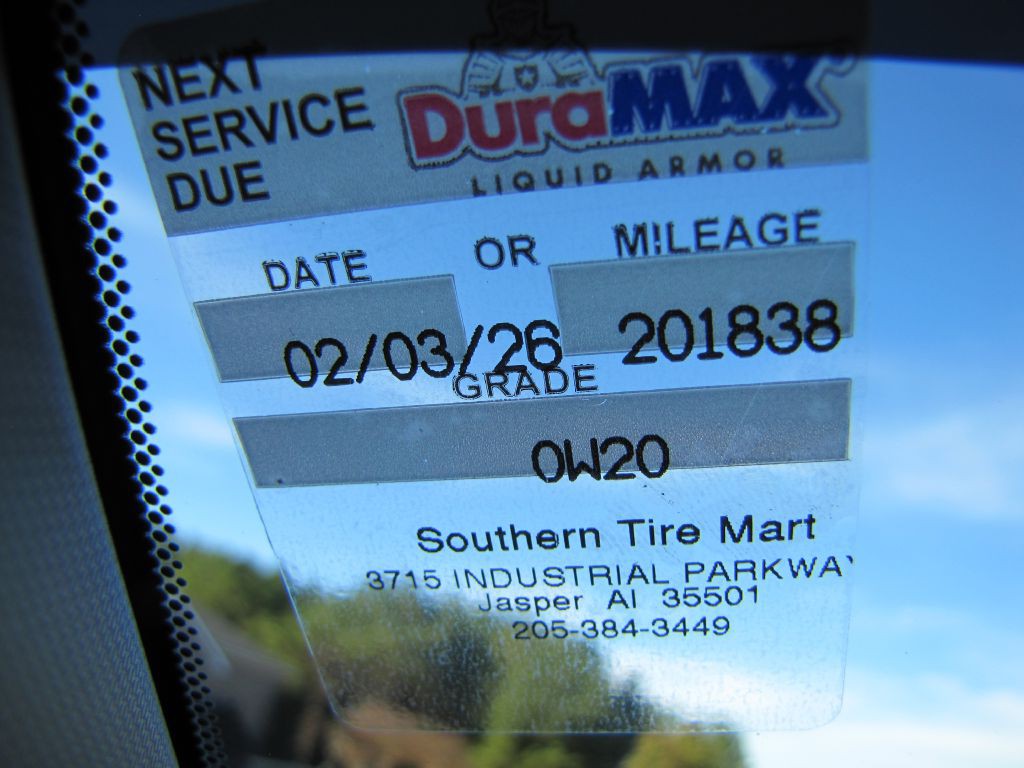 NEXT
SERVICE
DUE
DuraMAX
LIQUID ARMOR
DATE OR MILEAGE
02/03/26 201838
GRADE
0W20
Southern Tire Mart
3715 INDUSTRIAL PARKWAY
Jasper Al 35501
205-384-3449